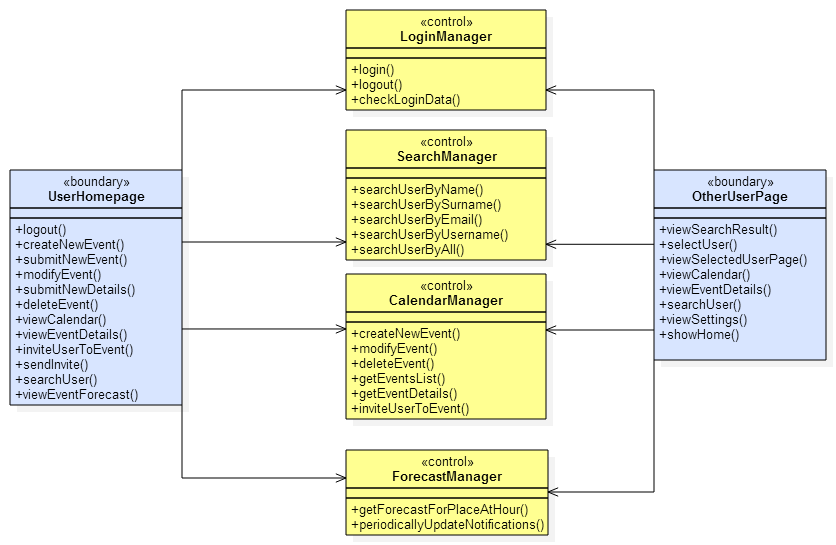 «control»
LoginManager
+login()
+logout()
+checkLoginData()
«control»
SearchManager
+searchUserByName()
+searchUserBySurname()
+searchUserByEmail()
+searchUserByUsername()
+searchUserByAll()
«boundary»
UserHomepage
+logout()
+createNewEvent()
+submitNewEvent()
+modifyEvent()
+submitNewDetails()
+deleteEvent()
+viewCalendar()
+viewEventDetails()
+inviteUserToEvent()
+sendInvite()
+searchUser()
+viewEventForecast()
«boundary»
OtherUserPage
+viewSearchResult()
+selectUser()
+viewSelectedUserPage()
+viewCalendar()
+viewEventDetails()
+searchUser()
+viewSettings()
+showHome()
«control»
CalendarManager
+createNewEvent()
+modifyEvent()
+deleteEvent()
+getEventsList()
+getEventDetails()
+inviteUserToEvent()
«control»
ForecastManager
+getForecastForPlaceAtHour()
+periodicallyUpdateNotifications()